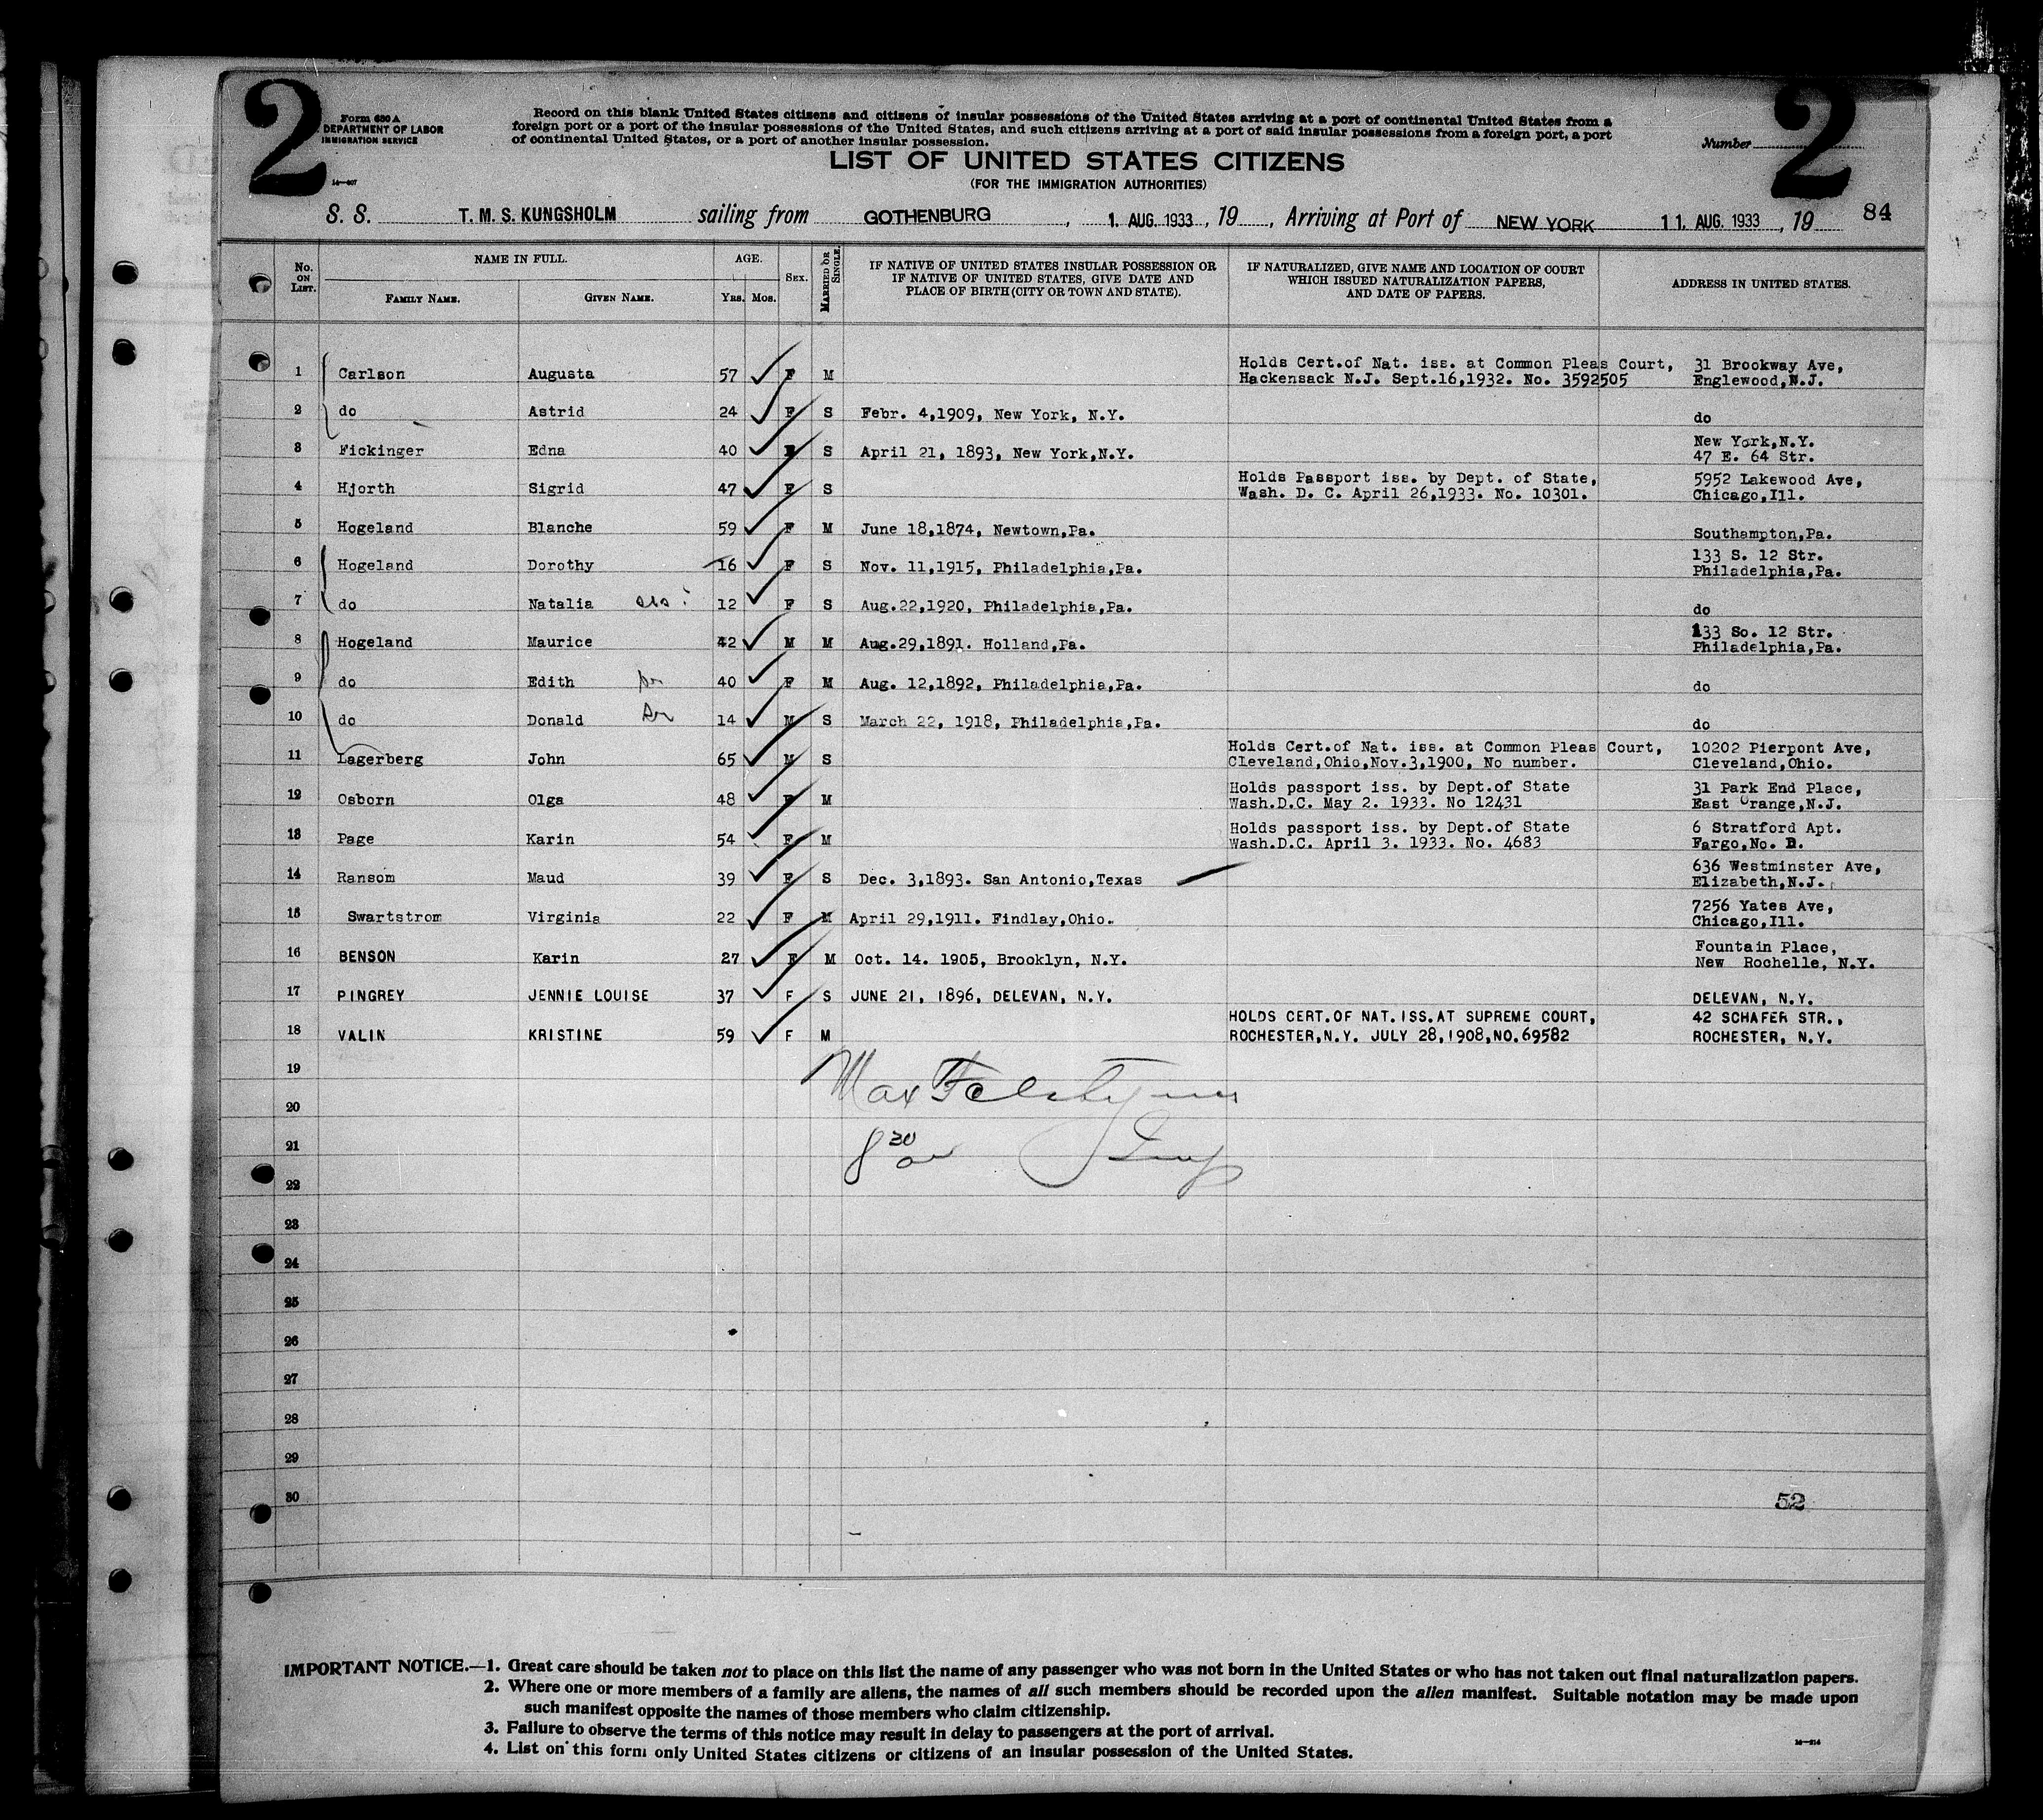 2
Form 630 A
DEPARTMENT OF LABOR
IMMIGRATION SERVICE
14—407
Record on this blank United States citizens and citizens of insular possessions of the United States arriving at a port of continental United States from a
foreign port or a port of the insular possessions of the United States, and such citizens arriving at a port of said insular possessions from a foreign port, a port
of continental United States, or a port of another insular possession.
Number
2
LIST OF UNITED STATES CITIZENS
(FOR THE IMMIGRATION AUTHORITIES)
S. S. T. M. S. KUNGSHOLM sailing from GOTHENBURG, 1. AUG. 1933, 19, Arriving at Port of NEW YORK 11. AUG. 1933, 19 84
No. ON LIST. NAME IN FULL. FAMILY NAME. GIVEN NAME. AGE. YRS. MOS. SEX. MARRIED OR SINGLE. IF NATIVE OF UNITED STATES INSULAR POSSESSION OR IF NATIVE OF UNITED STATES, GIVE DATE AND PLACE OF BIRTH (CITY OR TOWN AND STATE). IF NATURALIZED, GIVE NAME AND LOCATION OF COURT WHICH ISSUED NATURALIZATION PAPERS, AND DATE OF PAPERS. ADDRESS IN UNITED STATES.
1 Carlson Augusta 57 F M Holds Cert.of Nat. iss. at Common Pleas Court, Hackensack N.J. Sept.16,1932. No. 3592505 31 Brookway Ave, Englewood,N.J.
2 do Astrid 24 F S Febr. 4,1909, New York, N.Y. do
3 Fickinger Edna 40 F S April 21, 1893, New York,N.Y. New York,N.Y. 47 E. 64 Str.
4 Hjorth Sigrid 47 F S Holds Passport iss. by Dept. of State, Wash. D. C. April 26,1933. No. 10301. 5952 Lakewood Ave, Chicago,Ill.
5 Hogeland Blanche 59 F M June 18,1874, Newtown,Pa. Southampton,Pa.
6 Hogeland Dorothy 16 F S Nov. 11,1915, Philadelphia,Pa. 133 S. 12 Str. Philadelphia,Pa.
7 do Natalia 12 F S Aug.22,1920, Philadelphia,Pa. do
8 Hogeland Maurice 42 M M Aug.29,1891. Holland,Pa. 133 So. 12 Str. Philadelphia,Pa.
9 do Edith 40 F M Aug. 12,1892, Philadelphia,Pa. do
10 do Donald 14 M S March 22, 1918, Philadelphia,Pa. do
11 Lagerberg John 65 M S Holds Cert.of Nat. iss. at Common Pleas Court, Cleveland,Ohio,Nov.3,1900, No number. 10202 Pierpont Ave, Cleveland,Ohio.
12 Osborn Olga 48 F M Holds passport iss. by Dept.of State Wash.D.C. May 2. 1933. No 12431 31 Park End Place, East Orange,N.J.
13 Page Karin 54 F M Holds passport iss. by Dept.of State Wash.D.C. April 3. 1933. No. 4683 6 Stratford Apt. Fargo,No. D.
14 Ransom Maud 39 F S Dec. 3,1893. San Antonio,Texas 636 Westminster Ave, Elizabeth,N.J.
15 Swartstrom Virginia 22 F M April 29,1911. Findlay,Ohio. 7256 Yates Ave, Chicago,Ill.
16 BENSON Karin 27 F M Oct. 14. 1905, Brooklyn, N.Y. Fountain Place, New Rochelle, N.Y.
17 PINGREY JENNIE LOUISE 37 F S JUNE 21, 1896, DELEVAN, N.Y. DELEVAN, N.Y.
18 VALIN KRISTINE 59 F M HOLDS CERT.OF NAT.ISS.AT SUPREME COURT, ROCHESTER,N.Y. JULY 28,1908,NO.69582 42 SCHAFER STR., ROCHESTER, N.Y.
19
Max
20
21
8 30
22
23
24
25
26
27
28
29
30
52
IMPORTANT NOTICE.—1. Great care should be taken not to place on this list the name of any passenger who was not born in the United States or who has not taken out final naturalization papers.
2. Where one or more members of a family are aliens, the names of all such members should be recorded upon the alien manifest. Suitable notation may be made upon
such manifest opposite the names of those members who claim citizenship.
3. Failure to observe the terms of this notice may result in delay to passengers at the port of arrival.
4. List on this form only United States citizens or citizens of an insular possession of the United States.